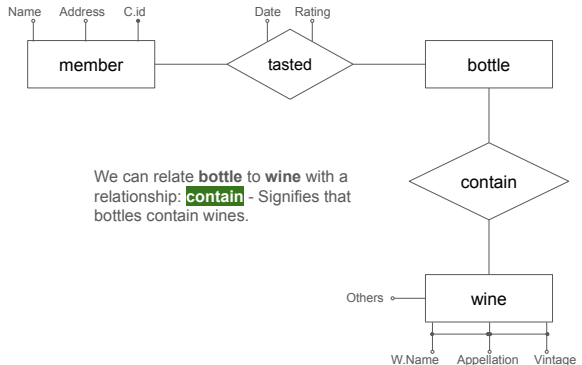 Name Address C.id Date Rating
member tasted bottle
We can relate bottle to wine with a
relationship: contain - Signifies that
bottles contain wines.
contain
Others wine
W.Name Appellation Vintage